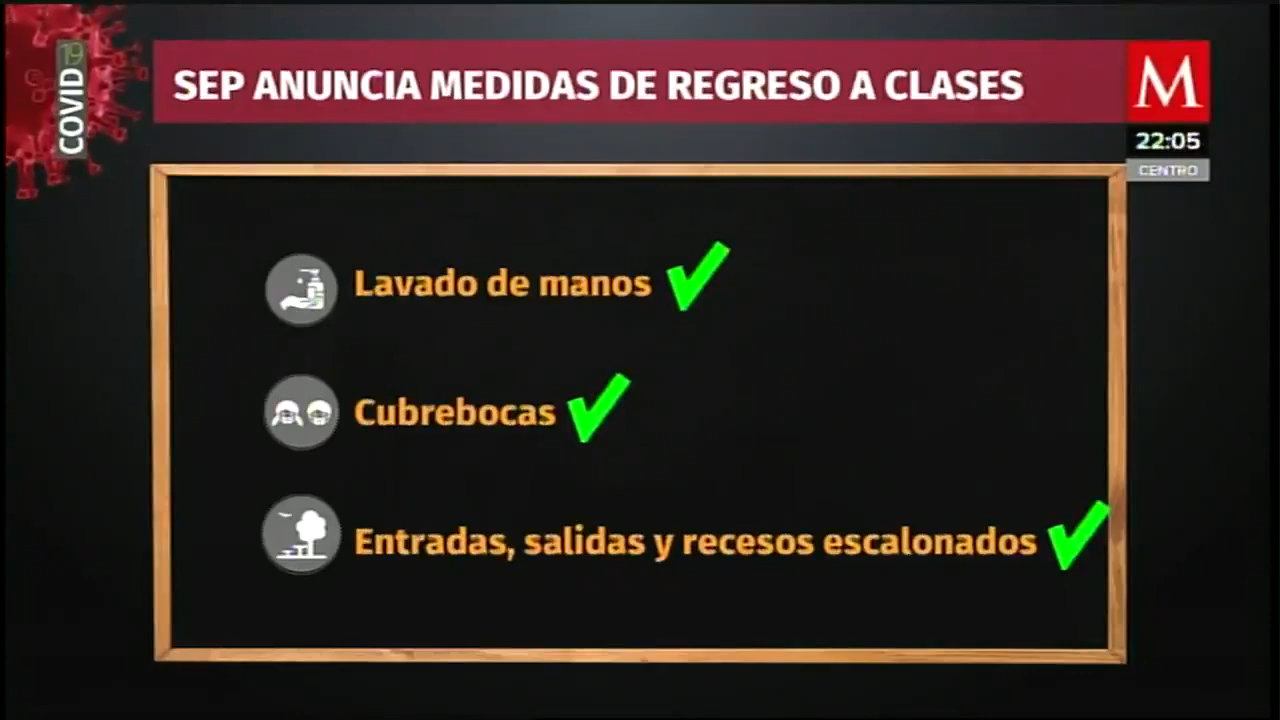 COVID 19
SEP ANUNCIA MEDIDAS DE REGRESO A CLASES
M
22:05
CENTRO
Lavado de manos
Cubrebocas
Entradas, salidas y recesos escalonados